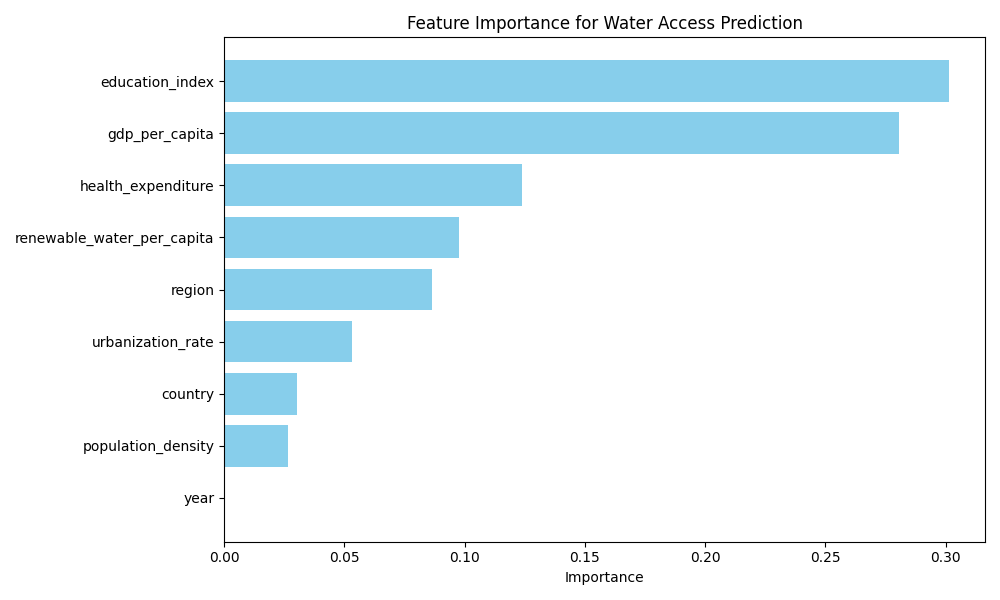 Feature Importance for Water Access Prediction
education_index
gdp_per_capita
health_expenditure
renewable_water_per_capita
region
urbanization_rate
country
population_density
year
0.00 0.05 0.10 0.15 0.20 0.25 0.30
Importance